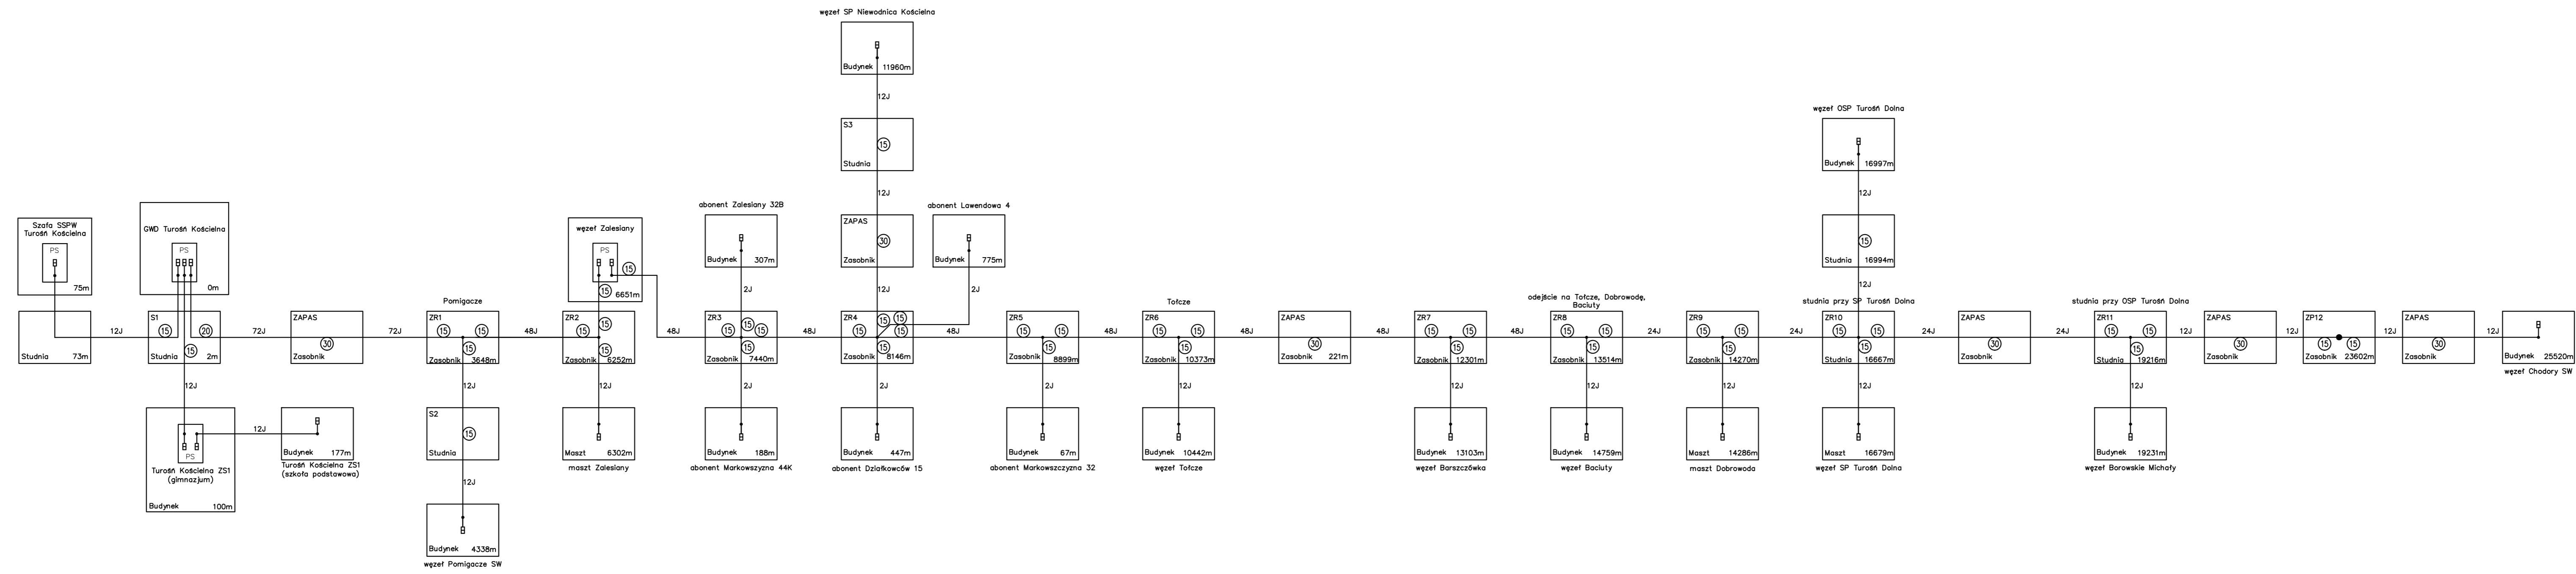 węzeł SP Niewodnica Kościelna
Budynek 11960m
12J
S3
15
Studnia
12J
ZAPAS
30
Zasobnik
12J
abonent Lawendowa 4
Budynek 775m
2J
węzeł OSP Turośń Dolna
Budynek 16997m
12J
15
Studnia 16994m
12J
Szafa SSPW
Turośń Kościelna
PS
75m
Studnia 73m
12J
GWD Turośń Kościelna
PS
0m
S1
15
20
15
Studnia 2m
72J
ZAPAS
30
Zasobnik
72J
Pomigacze
ZR1
15
15
15
Zasobnik 3648m
48J
węzeł Zalesiany
PS
15
15
6651m
ZR2
15
15
Zasobnik 6252m
48J
abonent Zalesiany 32B
Budynek 307m
2J
ZR3
15
15
15
15
Zasobnik 7440m
48J
ZR4
15
15
15
15
Zasobnik 8146m
48J
ZR5
15
15
15
Zasobnik 8899m
48J
Tołcze
ZR6
15
15
15
Zasobnik 10373m
48J
ZAPAS
30
Zasobnik 221m
48J
ZR7
15
15
15
Zasobnik 12301m
48J
odejście na Tołcze, Dobrowodę,
Baciuty
ZR8
15
15
15
Zasobnik 13514m
24J
ZR9
15
15
15
Zasobnik 14270m
24J
studnia przy SP Turośń Dolna
ZR10
15
15
15
Studnia 16667m
24J
ZAPAS
30
Zasobnik
24J
studnia przy OSP Turośń Dolna
ZR11
15
15
15
Studnia 19216m
12J
ZAPAS
30
Zasobnik
12J
ZP12
15
15
Zasobnik 23602m
12J
ZAPAS
30
Zasobnik
12J
Budynek 25520m
węzeł Chodory SW
12J
PS
Turośń Kościelna ZS1
(gimnazjum)
Budynek 100m
12J
Budynek 177m
Turośń Kościelna ZS1
(szkoła podstawowa)
12J
S2
15
Studnia
12J
Budynek 4338m
węzeł Pomigacze SW
12J
Maszt 6302m
maszt Zalesiany
2J
Budynek 188m
abonent Markowszyzna 44K
2J
Budynek 447m
abonent Działkowców 15
2J
Budynek 67m
abonent Markowszczyzna 32
12J
Budynek 10442m
węzeł Tołcze
12J
Budynek 13103m
węzeł Barszczówka
12J
Budynek 14759m
węzeł Baciuty
12J
Maszt 14286m
maszt Dobrowoda
12J
Maszt 16679m
węzeł SP Turośń Dolna
12J
Budynek 19231m
węzeł Borowskie Michały